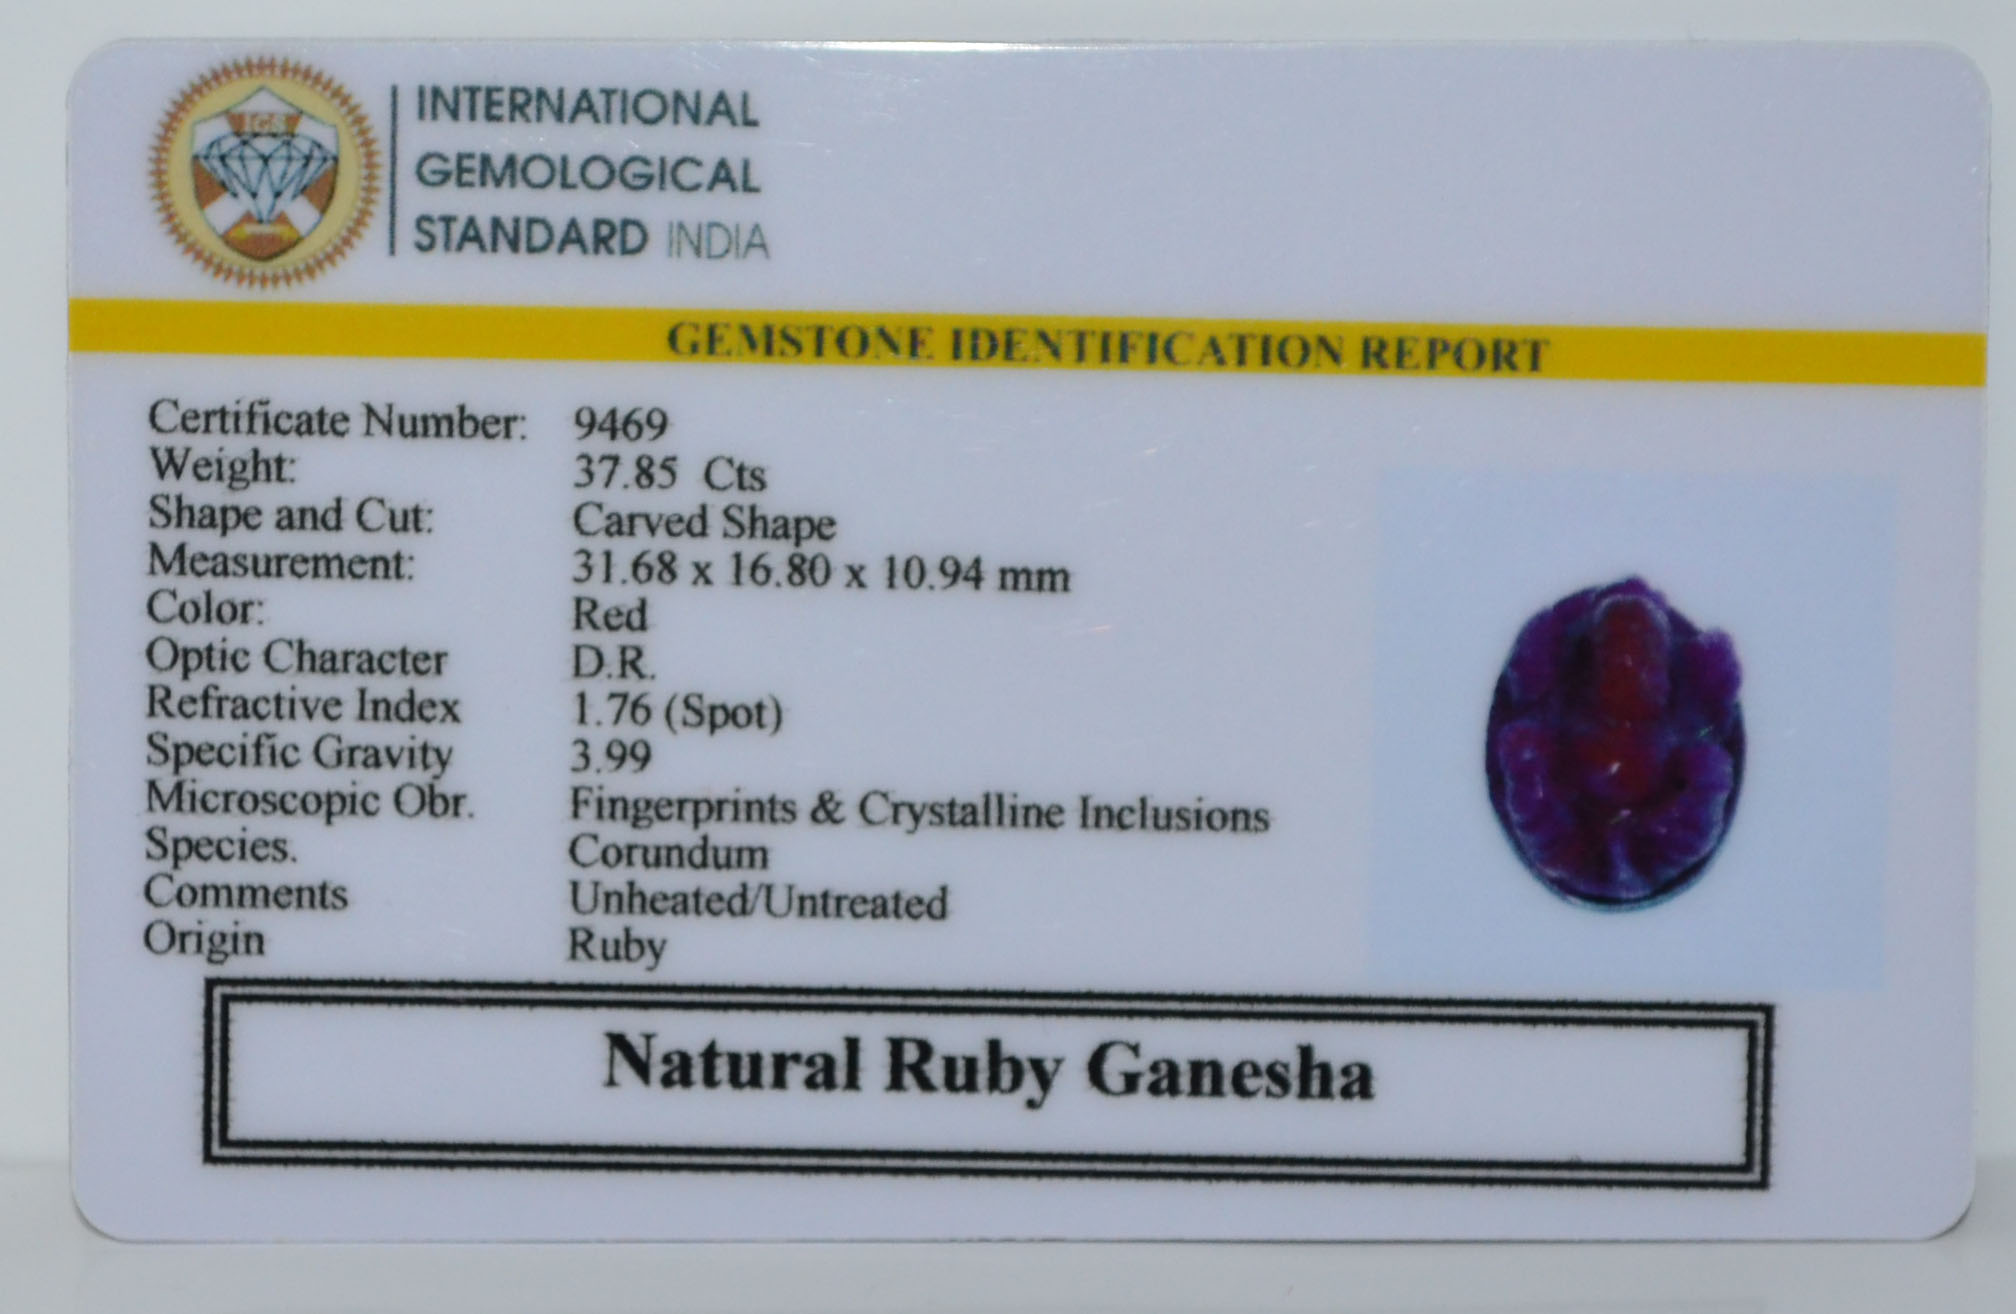 IGS
INTERNATIONAL
GEMOLOGICAL
STANDARD INDIA
GEMSTONE IDENTIFICATION REPORT
Certificate Number: 9469
Weight: 37.85 Cts
Shape and Cut: Carved Shape
Measurement: 31.68 x 16.80 x 10.94 mm
Color: Red
Optic Character D.R.
Refractive Index 1.76 (Spot)
Specific Gravity 3.99
Microscopic Obr. Fingerprints & Crystalline Inclusions
Species. Corundum
Comments Unheated/Untreated
Origin Ruby
Natural Ruby Ganesha